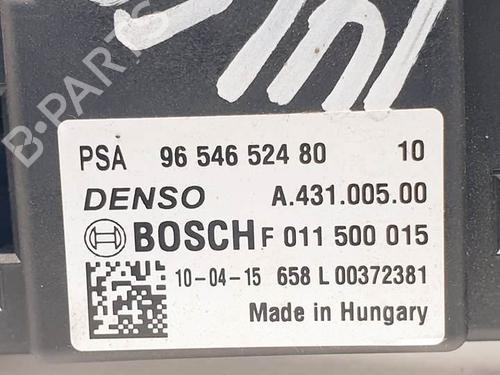 B-PARTS
PSA 96 546 524 80 10
DENSO A.431.005.00
BOSCH F 011 500 015
10-04-15 658 L 00372381
Made in Hungary